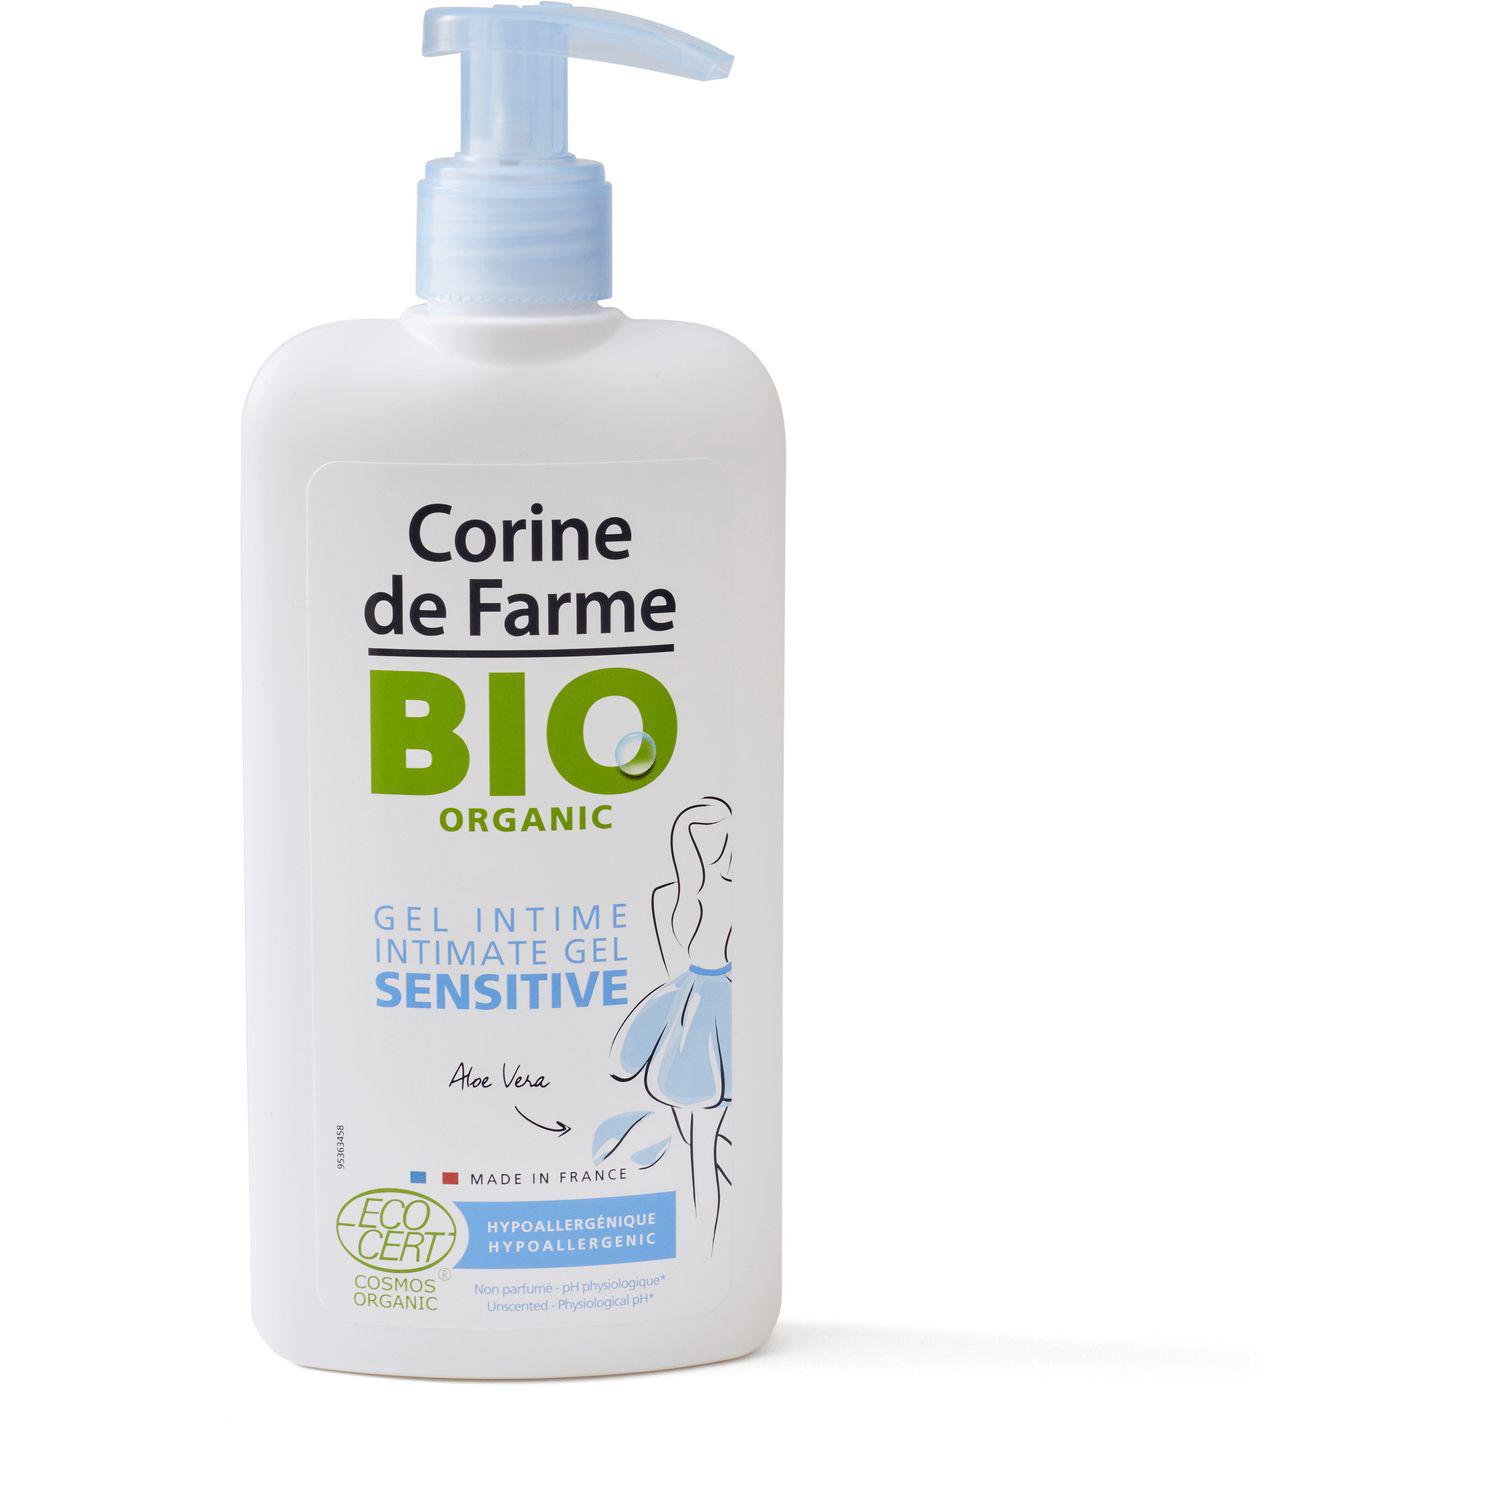 Corine
de Farme
BIO
ORGANIC
GEL INTIME
INTIMATE GEL
SENSITIVE
Aloe Vera
95363458
MADE IN FRANCE
ECO
CERT
®
COSMOS
ORGANIC
HYPOALLERGÉNIQUE
HYPOALLERGENIC
Non parfumé - pH physiologique*
Unscented - Physiological pH*